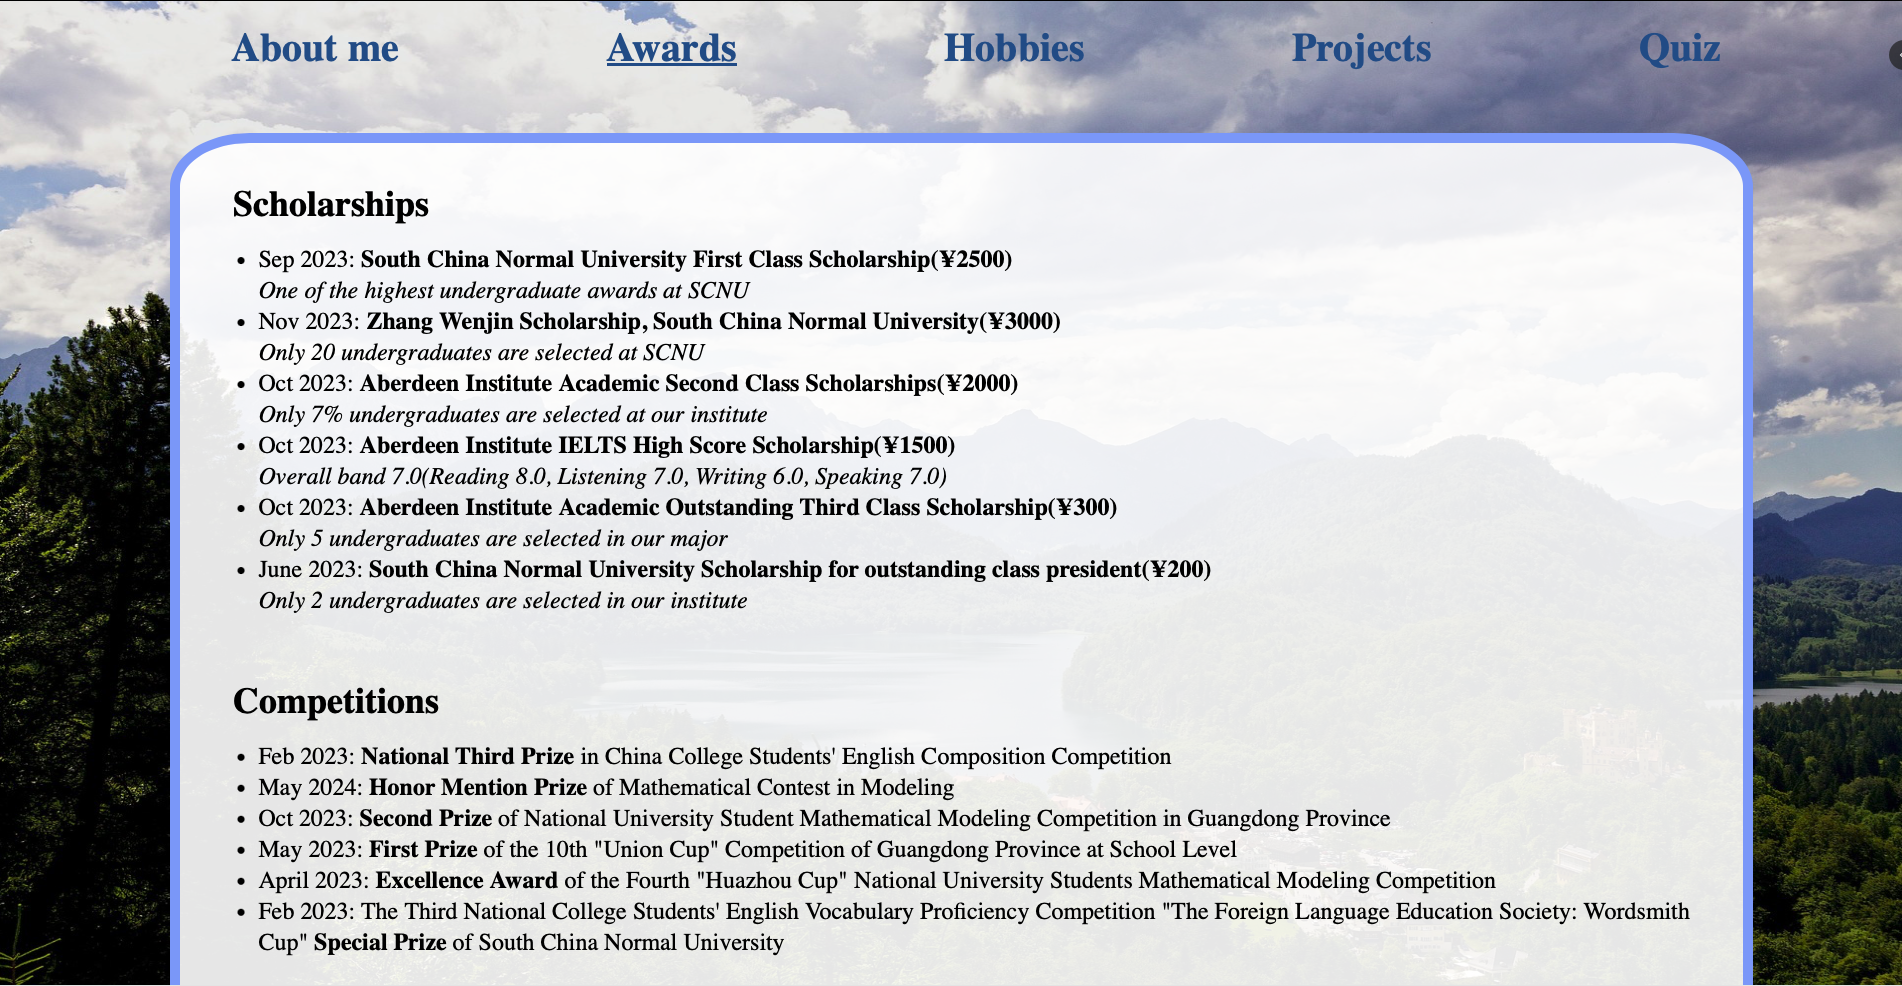 About me Awards Hobbies Projects Quiz
Scholarships
• Sep 2023: South China Normal University First Class Scholarship(¥2500)
One of the highest undergraduate awards at SCNU
• Nov 2023: Zhang Wenjin Scholarship, South China Normal University(¥3000)
Only 20 undergraduates are selected at SCNU
• Oct 2023: Aberdeen Institute Academic Second Class Scholarships(¥2000)
Only 7% undergraduates are selected at our institute
• Oct 2023: Aberdeen Institute IELTS High Score Scholarship(¥1500)
Overall band 7.0(Reading 8.0, Listening 7.0, Writing 6.0, Speaking 7.0)
• Oct 2023: Aberdeen Institute Academic Outstanding Third Class Scholarship(¥300)
Only 5 undergraduates are selected in our major
• June 2023: South China Normal University Scholarship for outstanding class president(¥200)
Only 2 undergraduates are selected in our institute
Competitions
• Feb 2023: National Third Prize in China College Students' English Composition Competition
• May 2024: Honor Mention Prize of Mathematical Contest in Modeling
• Oct 2023: Second Prize of National University Student Mathematical Modeling Competition in Guangdong Province
• May 2023: First Prize of the 10th "Union Cup" Competition of Guangdong Province at School Level
• April 2023: Excellence Award of the Fourth "Huazhou Cup" National University Students Mathematical Modeling Competition
• Feb 2023: The Third National College Students' English Vocabulary Proficiency Competition "The Foreign Language Education Society: Wordsmith
Cup" Special Prize of South China Normal University